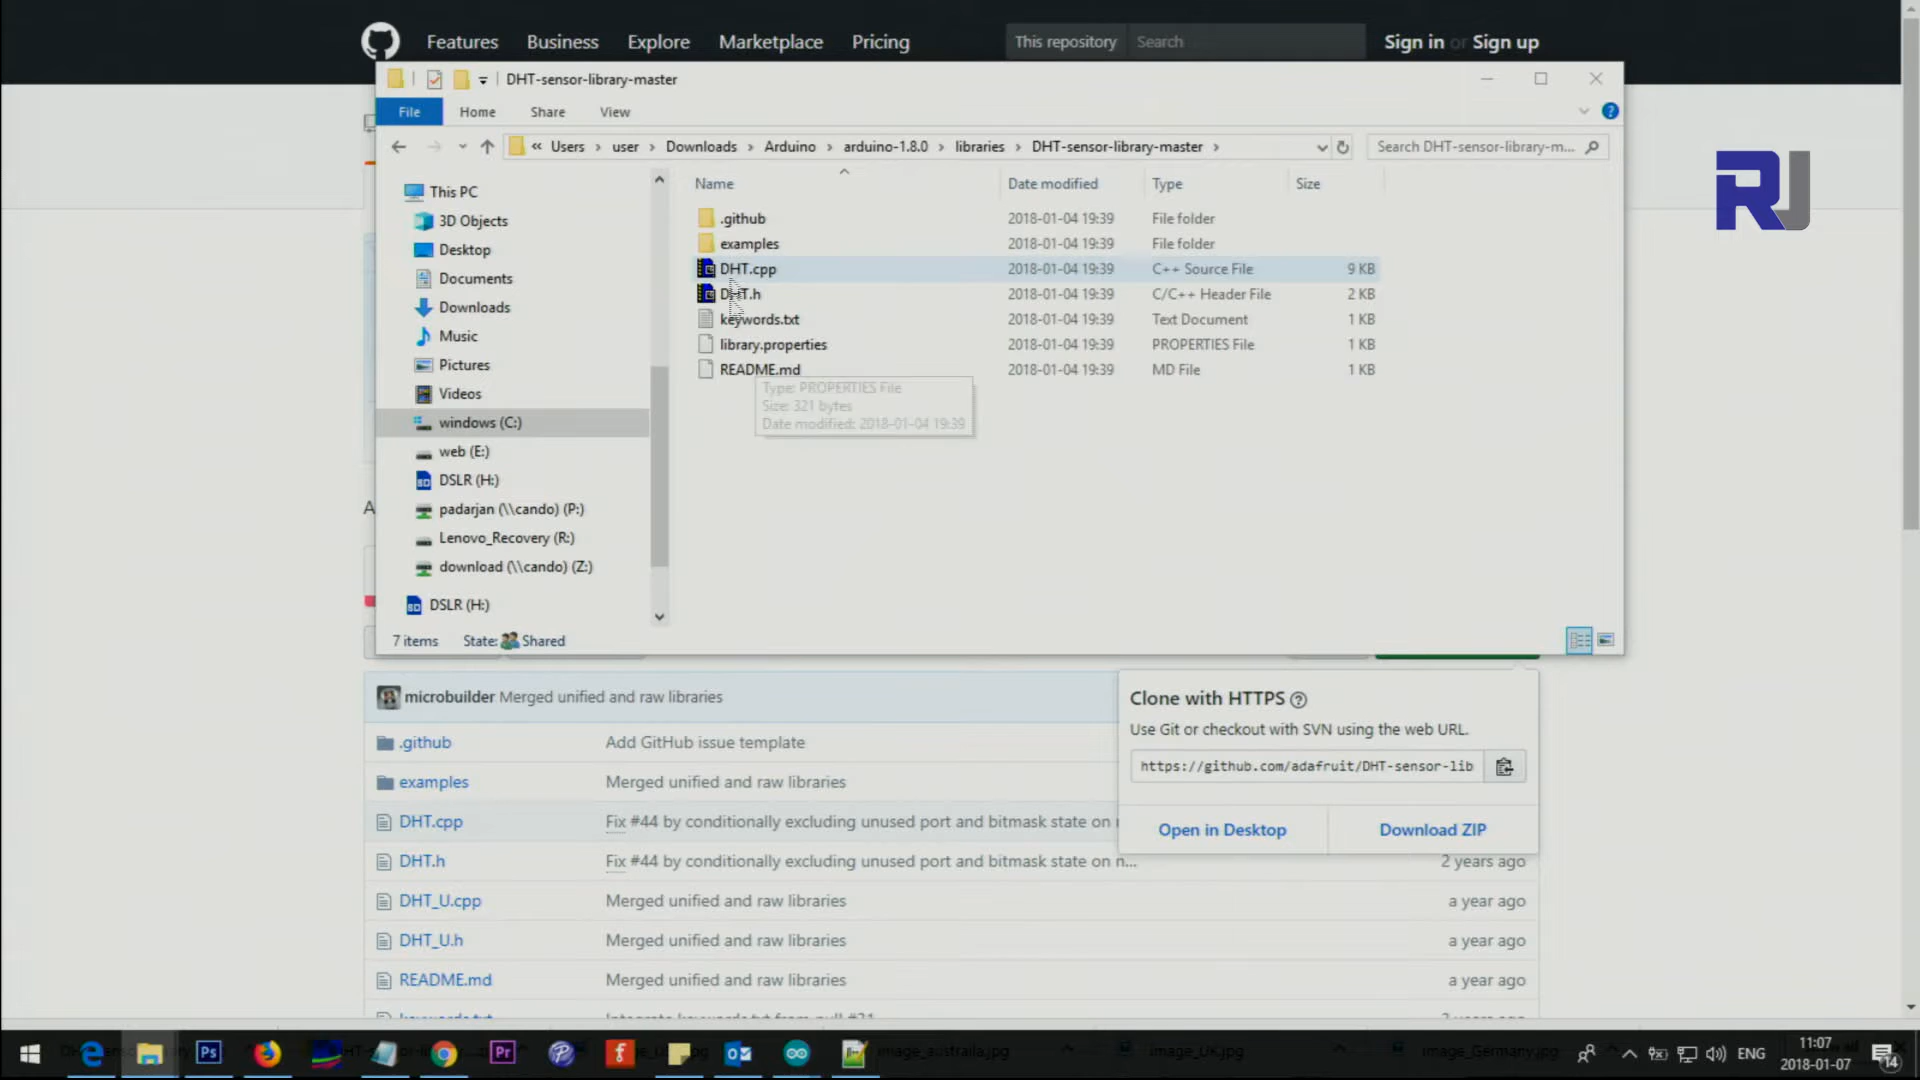 Features Business Explore Marketplace Pricing This repository Search Sign in or Sign up
DHT-sensor-library-master
File Home Share View
« Users › user › Downloads › Arduino › arduino-1.8.0 › libraries › DHT-sensor-library-master › Search DHT-sensor-library-m...
RJ
Name Date modified Type Size
This PC
3D Objects
Desktop
Documents
Downloads
Music
Pictures
Videos
windows (C:)
web (E:)
DSLR (H:)
padarjan (\\cando) (P:)
Lenovo_Recovery (R:)
download (\\cando) (Z:)
DSLR (H:)
.github 2018-01-04 19:39 File folder
examples 2018-01-04 19:39 File folder
DHT.cpp 2018-01-04 19:39 C++ Source File 9 KB
DHT.h 2018-01-04 19:39 C/C++ Header File 2 KB
keywords.txt 2018-01-04 19:39 Text Document 1 KB
library.properties 2018-01-04 19:39 PROPERTIES File 1 KB
README.md 2018-01-04 19:39 MD File 1 KB
Type: PROPERTIES File
Size: 321 bytes
Date modified: 2018-01-04 19:39
7 items State: Shared
microbuilder Merged unified and raw libraries
.github Add GitHub issue template
examples Merged unified and raw libraries
DHT.cpp Fix #44 by conditionally excluding unused port and bitmask state on
DHT.h Fix #44 by conditionally excluding unused port and bitmask state on n... 2 years ago
DHT_U.cpp Merged unified and raw libraries a year ago
DHT_U.h Merged unified and raw libraries a year ago
README.md Merged unified and raw libraries a year ago
Clone with HTTPS
Use Git or checkout with SVN using the web URL.
https://github.com/adafruit/DHT-sensor-lib
Open in Desktop Download ZIP
image_australia.jpg image_UK.jpg image_Germany.jpg
ENG
11:07
2018-01-07
14